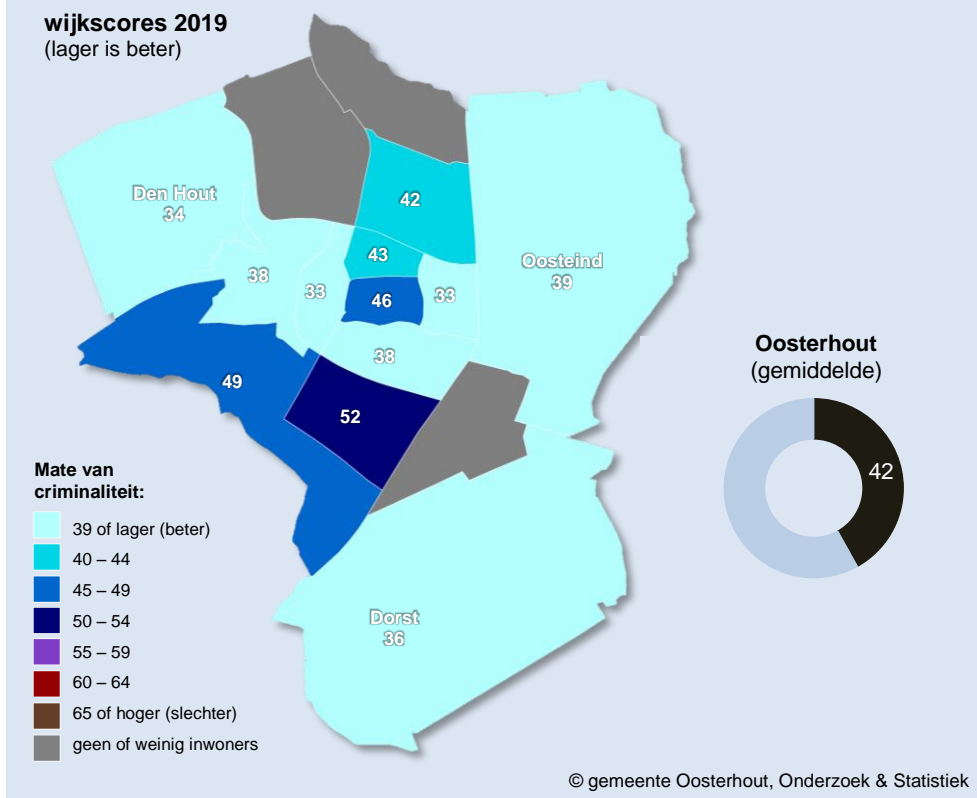 wijkscores 2019
(lager is beter)
Den Hout
34
42
43
38
33
46
33
Oosteind
39
38
49
52
Dorst
36
Oosterhout
(gemiddelde)
42
Mate van
criminaliteit:
39 of lager (beter)
40 – 44
45 – 49
50 – 54
55 – 59
60 – 64
65 of hoger (slechter)
geen of weinig inwoners
© gemeente Oosterhout, Onderzoek & Statistiek